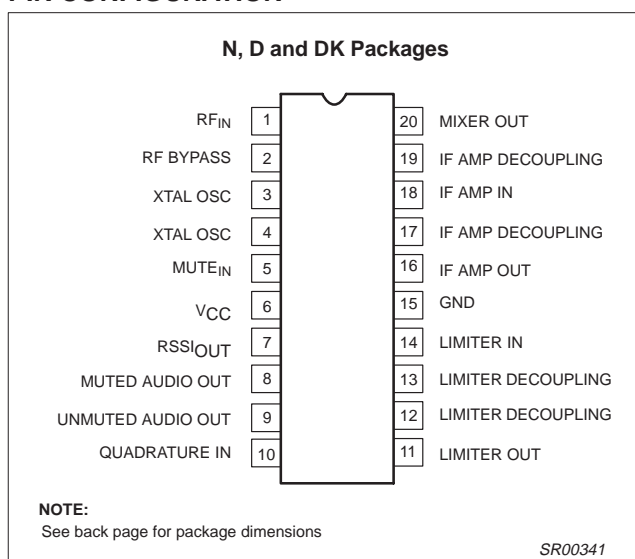 N, D and DK Packages
RFIN 1
RF BYPASS 2
XTAL OSC 3
XTAL OSC 4
MUTEIN 5
VCC 6
RSSIOUT 7
MUTED AUDIO OUT 8
UNMUTED AUDIO OUT 9
QUADRATURE IN 10
20 MIXER OUT
19 IF AMP DECOUPLING
18 IF AMP IN
17 IF AMP DECOUPLING
16 IF AMP OUT
15 GND
14 LIMITER IN
13 LIMITER DECOUPLING
12 LIMITER DECOUPLING
11 LIMITER OUT
NOTE:
See back page for package dimensions
SR00341